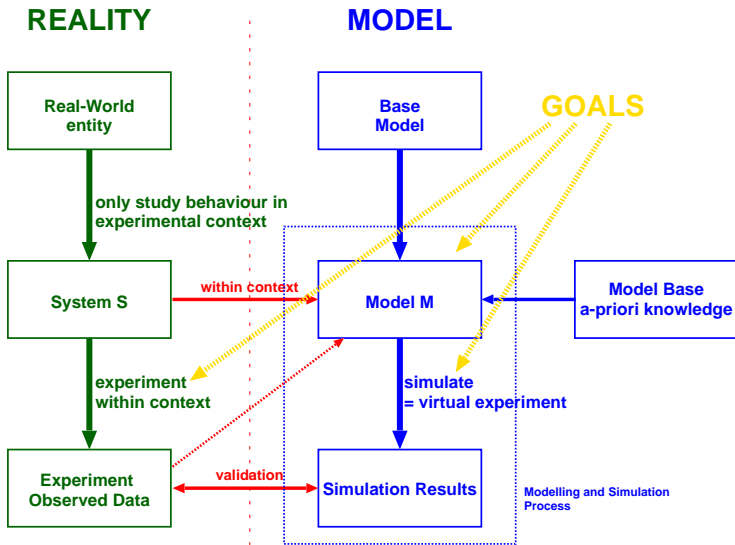 REALITY
MODEL
Real-World
entity
Base
Model
GOALS
only study behaviour in
experimental context
System S
within context
Model M
Model Base
a-priori knowledge
experiment
within context
simulate
= virtual experiment
Experiment
Observed Data
validation
Simulation Results
Modelling and Simulation
Process